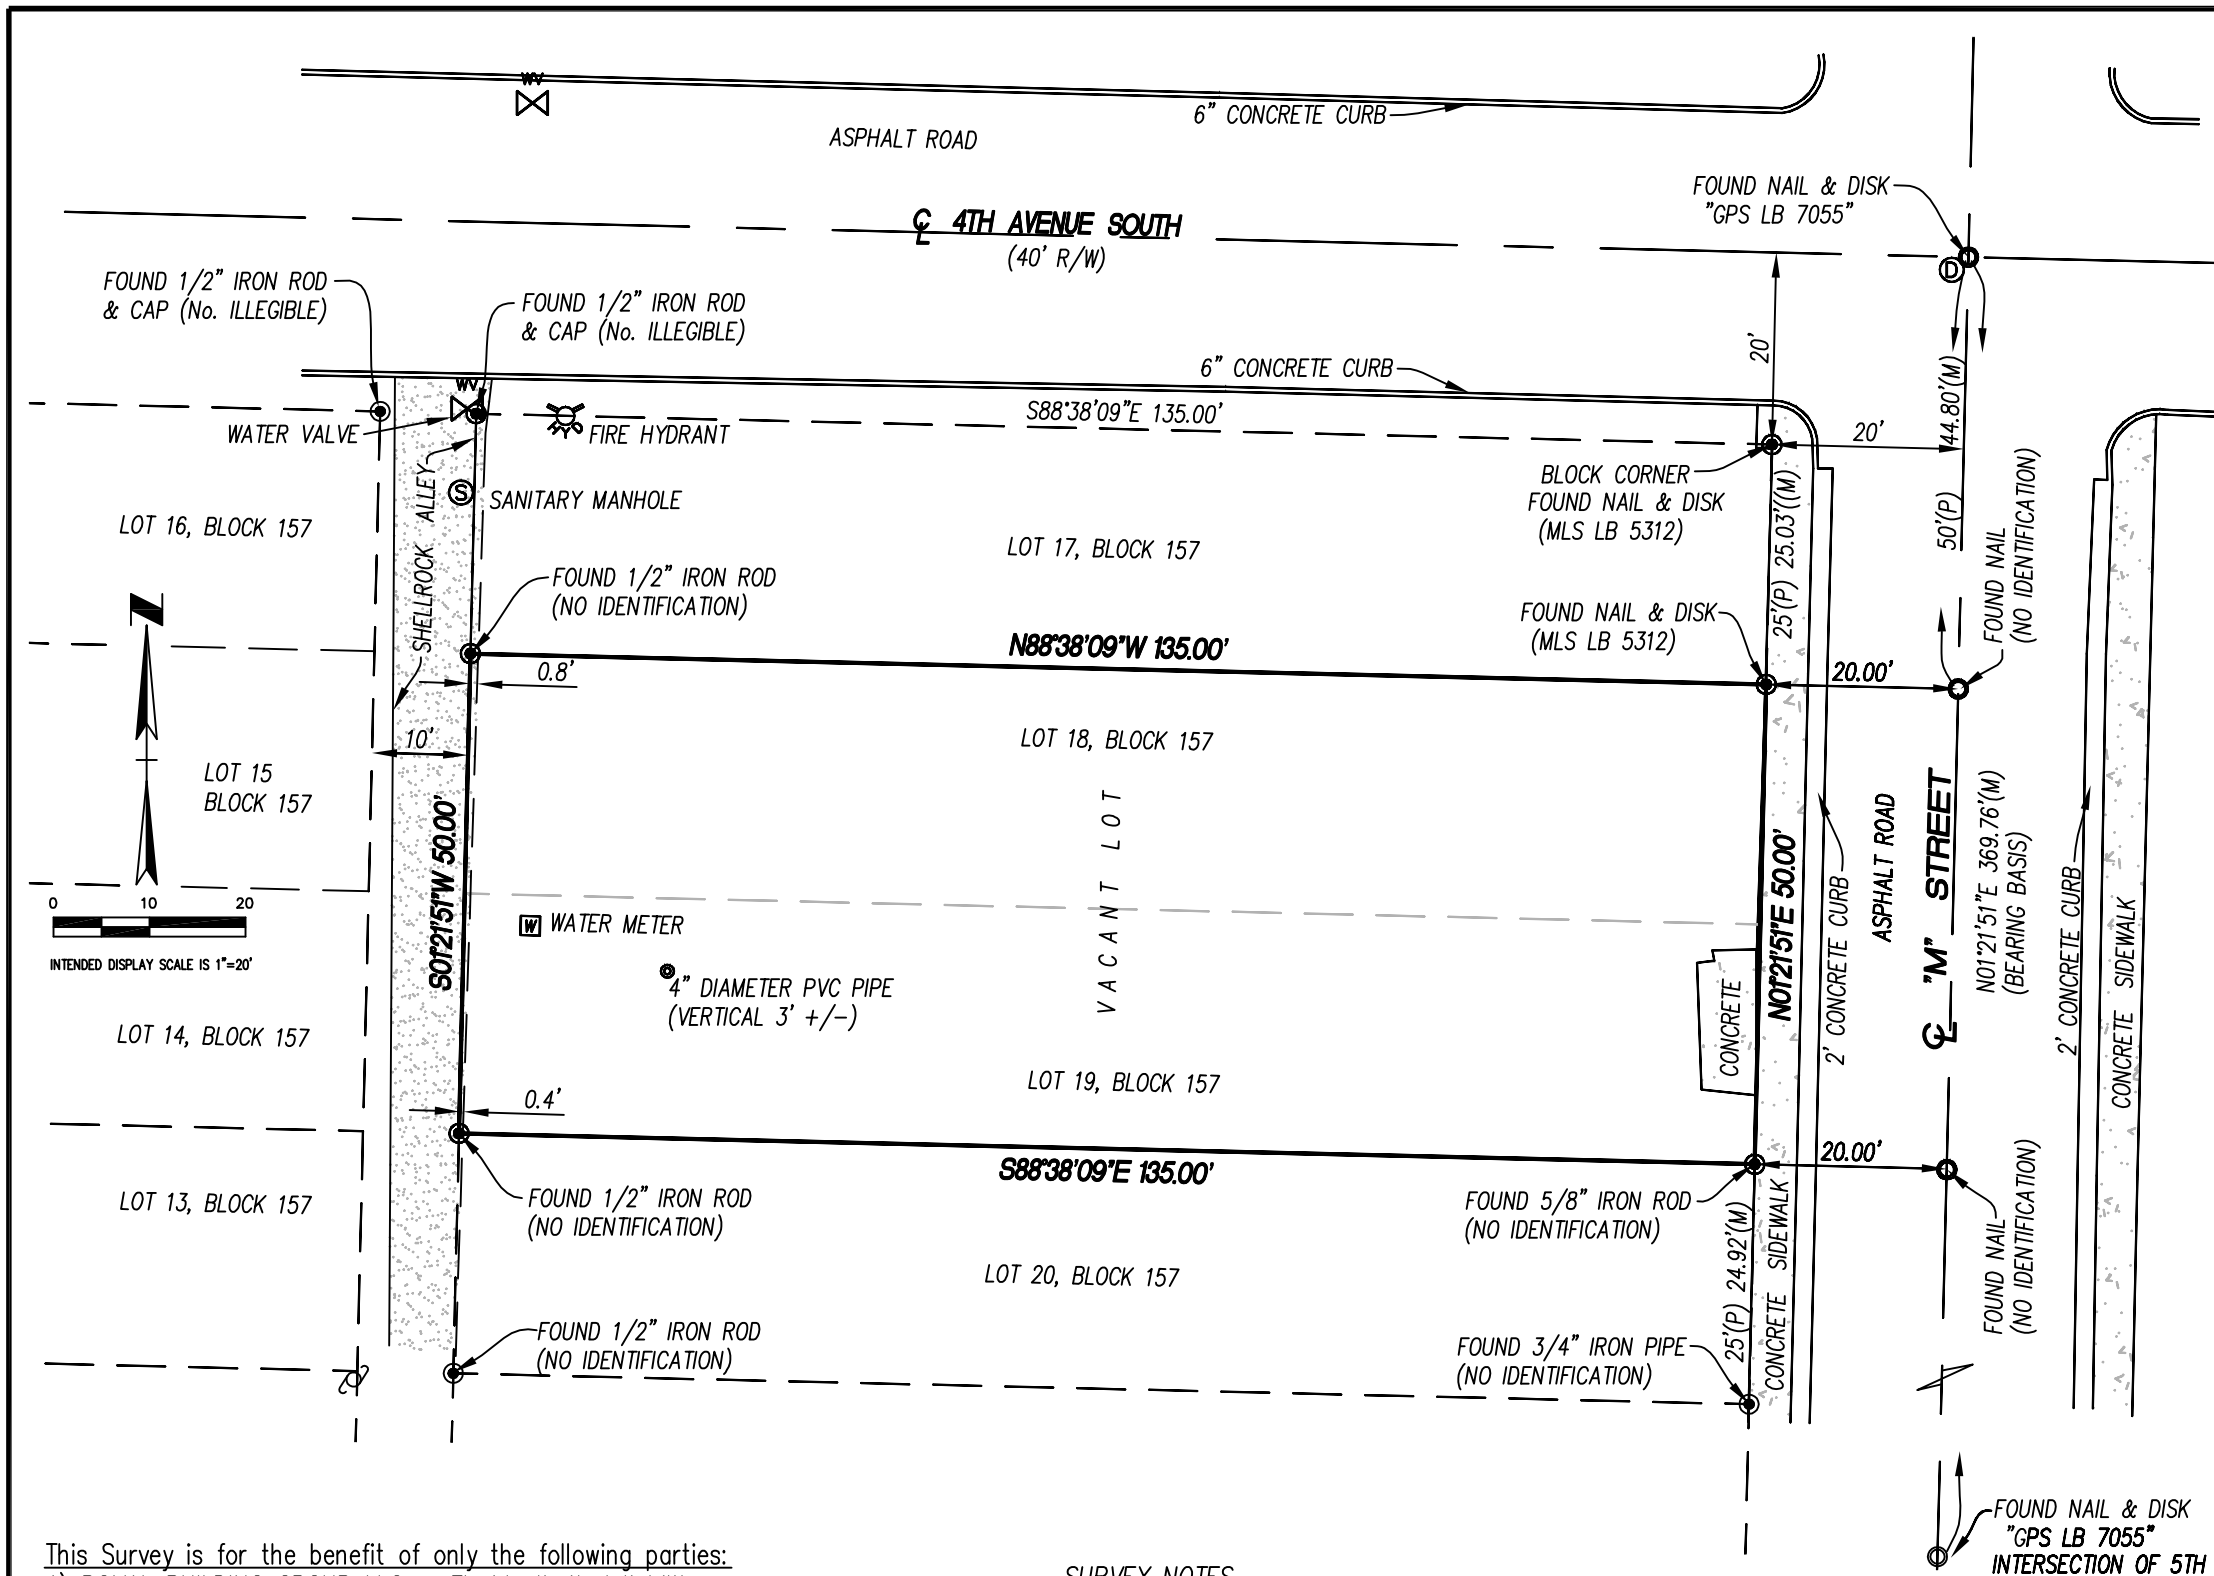 WV
6" CONCRETE CURB
ASPHALT ROAD
FOUND NAIL & DISK
"GPS LB 7055"
℄ 4TH AVENUE SOUTH
(40' R/W)
D
FOUND 1/2" IRON ROD
& CAP (No. ILLEGIBLE)
FOUND 1/2" IRON ROD
& CAP (No. ILLEGIBLE)
20'
44.80'(M)
50'(P)
6" CONCRETE CURB
WV
S88°38'09"E 135.00'
20'
WATER VALVE
HYD
FIRE HYDRANT
BLOCK CORNER
FOUND NAIL & DISK
(MLS LB 5312)
S
SANITARY MANHOLE
SHELLROCK ALLEY
LOT 16, BLOCK 157
LOT 17, BLOCK 157
25'(P) 25.03'((M)
FOUND NAIL
(NO IDENTIFICATION)
FOUND 1/2" IRON ROD
(NO IDENTIFICATION)
FOUND NAIL & DISK
(MLS LB 5312)
N
N88°38'09"W 135.00'
0.8'
20.00'
10'
LOT 18, BLOCK 157
LOT 15
BLOCK 157
S01°21'51"W 50.00'
VACANT LOT
N01°21'51"E 50.00'
2' CONCRETE CURB
ASPHALT ROAD
℄ "M" STREET
N01°21'51"E 369.76'(M)
(BEARING BASIS)
2' CONCRETE CURB
CONCRETE SIDEWALK
0 10 20
INTENDED DISPLAY SCALE IS 1"=20'
W WATER METER
4" DIAMETER PVC PIPE
(VERTICAL 3' +/-)
CONCRETE
LOT 14, BLOCK 157
LOT 19, BLOCK 157
0.4'
20.00'
S88°38'09"E 135.00'
LOT 13, BLOCK 157
FOUND 1/2" IRON ROD
(NO IDENTIFICATION)
FOUND 5/8" IRON ROD
(NO IDENTIFICATION)
25'(P) 24.92'(M)
CONCRETE SIDEWALK
FOUND NAIL
(NO IDENTIFICATION)
LOT 20, BLOCK 157
FOUND 1/2" IRON ROD
(NO IDENTIFICATION)
FOUND 3/4" IRON PIPE
(NO IDENTIFICATION)
FOUND NAIL & DISK
"GPS LB 7055"
INTERSECTION OF 5TH
This Survey is for the benefit of only the following parties:
SURVEY NOTES